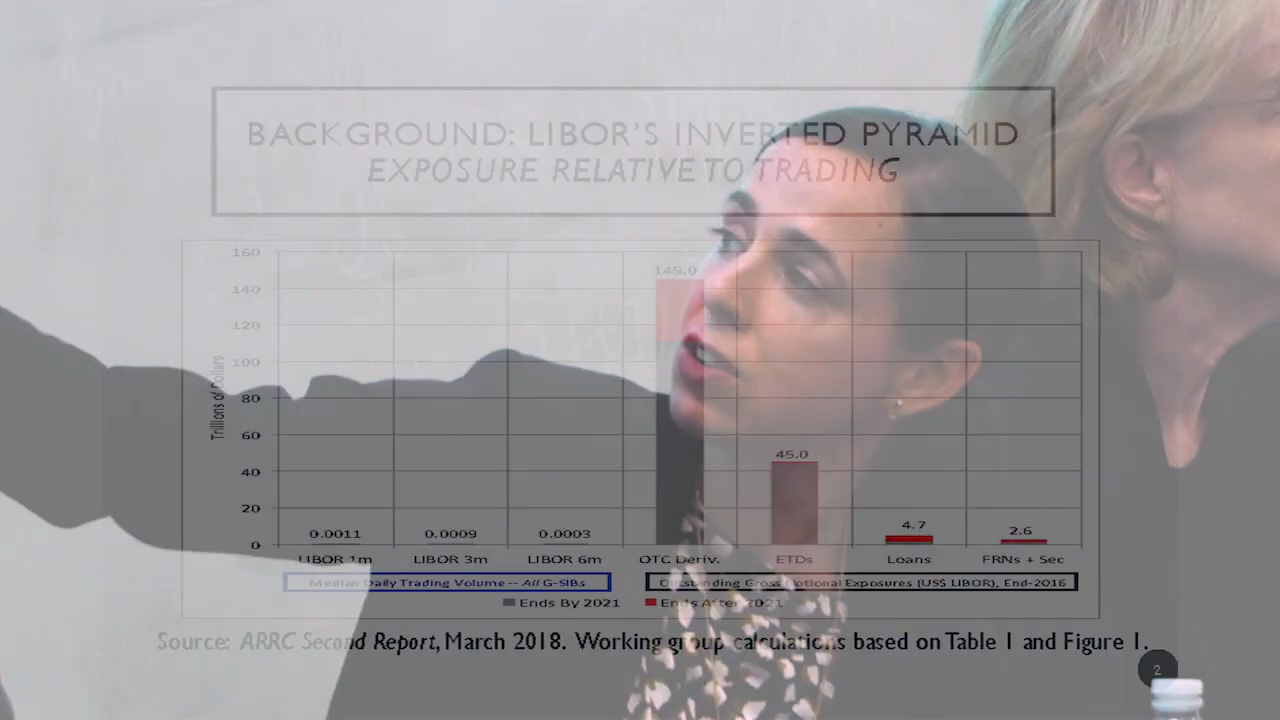 BACKGROUND: LIBOR'S INVERTED PYRAMID
EXPOSURE RELATIVE TO TRADING
160
140
120
100
80
60
40
20
0
Trillions of Dollars
0.0011
0.0009
0.0003
145.0
45.0
4.7
2.6
LIBOR 1m LIBOR 3m LIBOR 6m OTC Deriv. ETDs Loans FRNs + Sec
Median Daily Trading Volume -- All G-SIBs
Outstanding Gross Notional Exposures (US$ LIBOR), End-2016
Ends By 2021 Ends After 2021
Source: ARRC Second Report, March 2018. Working group calculations based on Table 1 and Figure 1.
2